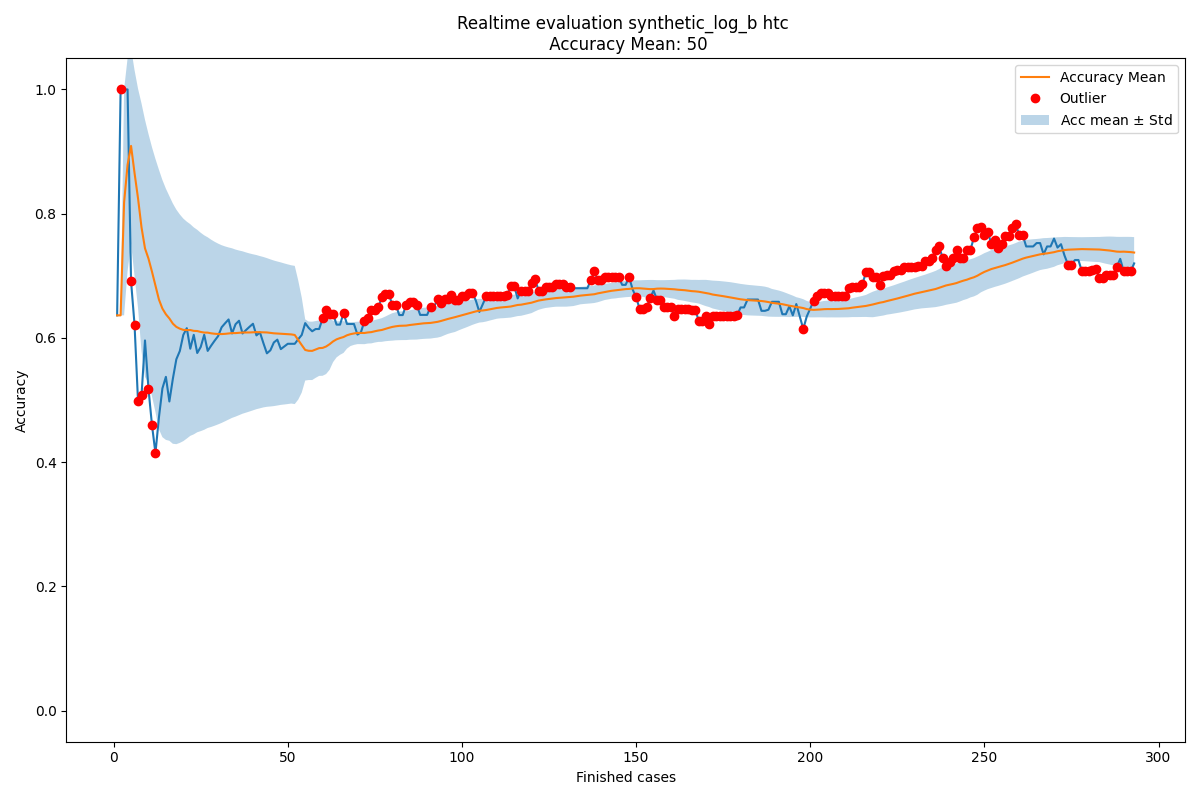 Realtime evaluation synthetic_log_b htc
Accuracy Mean: 50
Accuracy Mean
Outlier
Acc mean ± Std
Accuracy
1.0
0.8
0.6
0.4
0.2
0.0
0 50 100 150 200 250 300
Finished cases